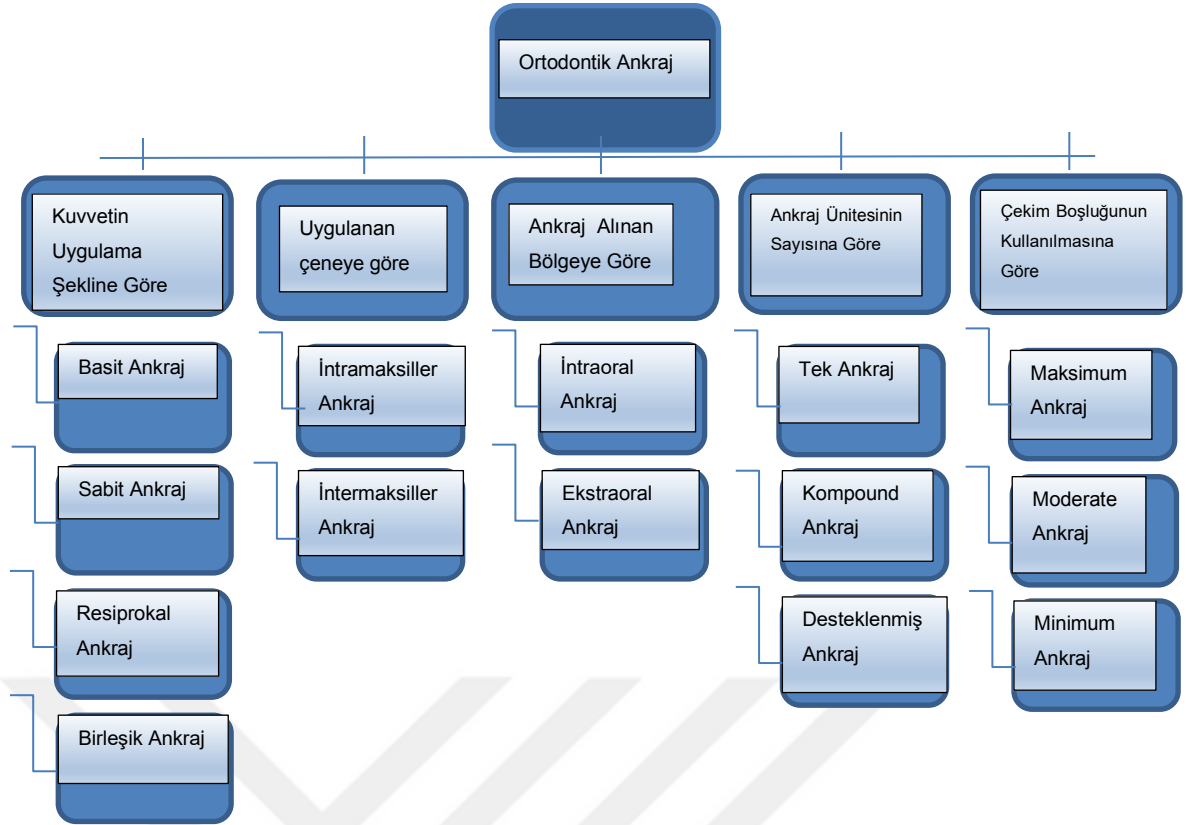 Ortodontik Ankraj
Kuvvetin
Uygulama
Şekline Göre
Basit Ankraj
Sabit Ankraj
Resiprokal
Ankraj
Birleşik Ankraj
Uygulanan
çeneye göre
İntramaksiller
Ankraj
İntermaksiller
Ankraj
Ankraj Alınan
Bölgeye Göre
İntraoral
Ankraj
Ekstraoral
Ankraj
Ankraj Ünitesinin
Sayısına Göre
Tek Ankraj
Kompound
Ankraj
Desteklenmiş
Ankraj
Çekim Boşluğunun
Kullanılmasına
Göre
Maksimum
Ankraj
Moderate
Ankraj
Minimum
Ankraj